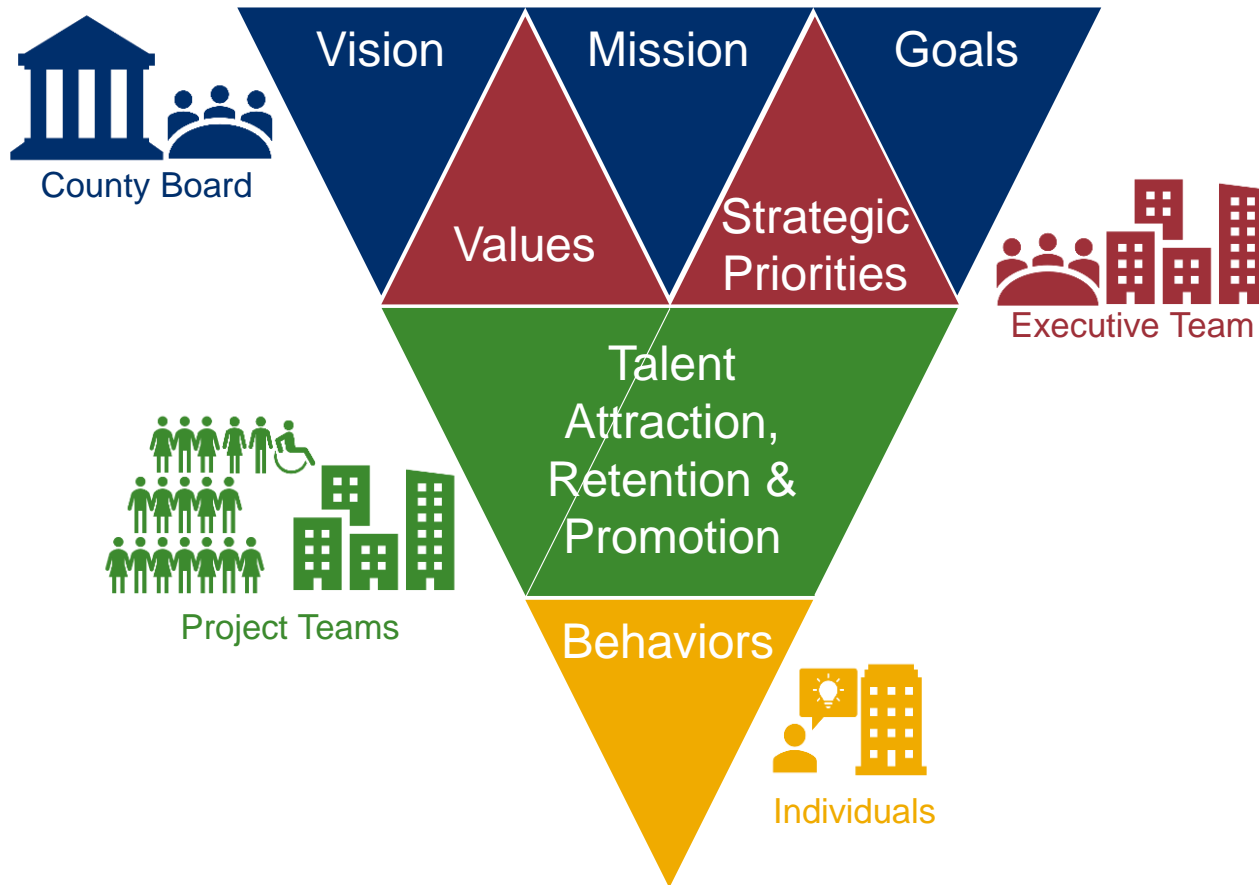 Vision
Mission
Goals
County Board
Values
Strategic
Priorities
Executive Team
Talent
Attraction,
Retention &
Promotion
Project Teams
Behaviors
Individuals